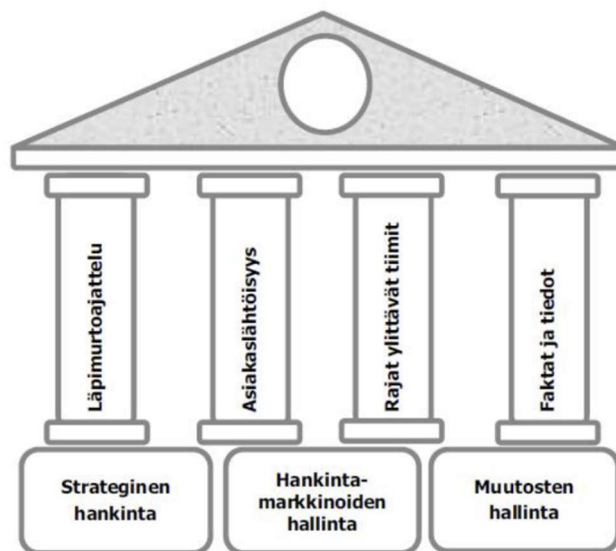 Läpimurtoajattelu
Asiakaslähtöisyys
Rajat ylittävät tiimit
Faktat ja tiedot
Strateginen
hankinta
Hankinta-
markkinoiden
hallinta
Muutosten
hallinta